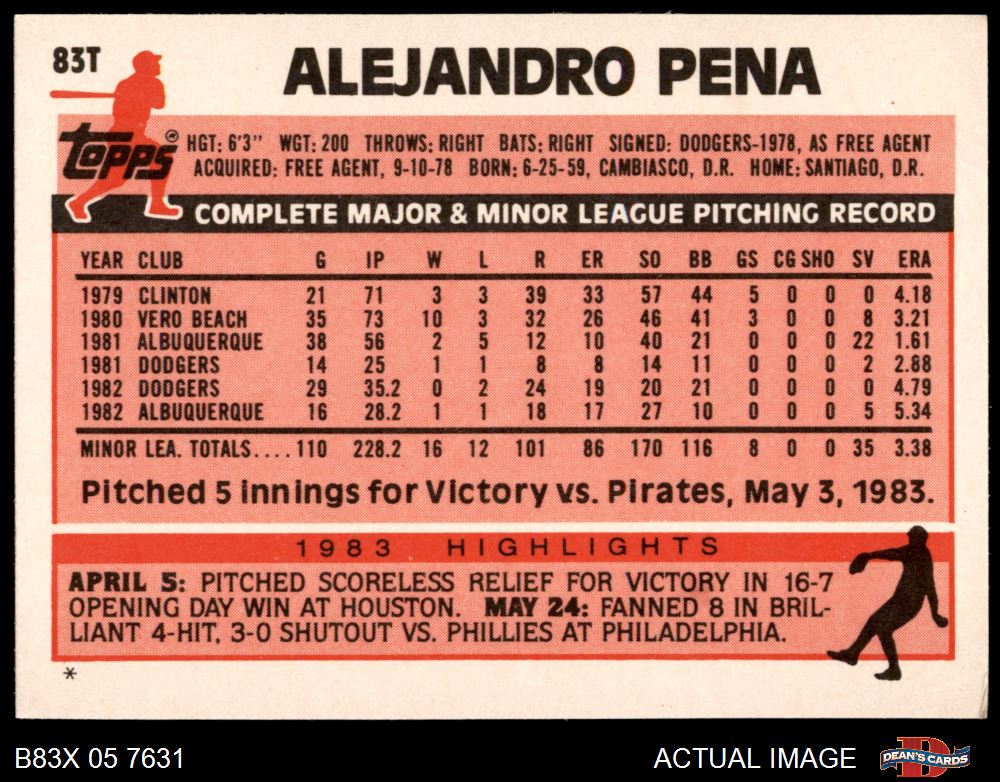 83T
ALEJANDRO PENA
Topps ®
HGT: 6'3" WGT: 200 THROWS: RIGHT BATS: RIGHT SIGNED: DODGERS-1978, AS FREE AGENT
ACQUIRED: FREE AGENT, 9-10-78 BORN: 6-25-59, CAMBIASCO, D.R. HOME: SANTIAGO, D.R.
COMPLETE MAJOR & MINOR LEAGUE PITCHING RECORD
YEAR CLUB G IP W L R ER SO BB GS CG SHO SV ERA
1979 CLINTON 21 71 3 3 39 33 57 44 5 0 0 0 4.18
1980 VERO BEACH 35 73 10 3 32 26 46 41 3 0 0 8 3.21
1981 ALBUQUERQUE 38 56 2 5 12 10 40 21 0 0 0 22 1.61
1981 DODGERS 14 25 1 1 8 8 14 11 0 0 0 2 2.88
1982 DODGERS 29 35.2 0 2 24 19 20 21 0 0 0 0 4.79
1982 ALBUQUERQUE 16 28.2 1 1 18 17 27 10 0 0 0 5 5.34
MINOR LEA. TOTALS....110 228.2 16 12 101 86 170 116 8 0 0 35 3.38
Pitched 5 innings for Victory vs. Pirates, May 3, 1983.
1983 HIGHLIGHTS
APRIL 5: PITCHED SCORELESS RELIEF FOR VICTORY IN 16-7
OPENING DAY WIN AT HOUSTON. MAY 24: FANNED 8 IN BRIL-
LIANT 4-HIT, 3-0 SHUTOUT VS. PHILLIES AT PHILADELPHIA.
*
B83X 05 7631
ACTUAL IMAGE
D
DEAN'S CARDS